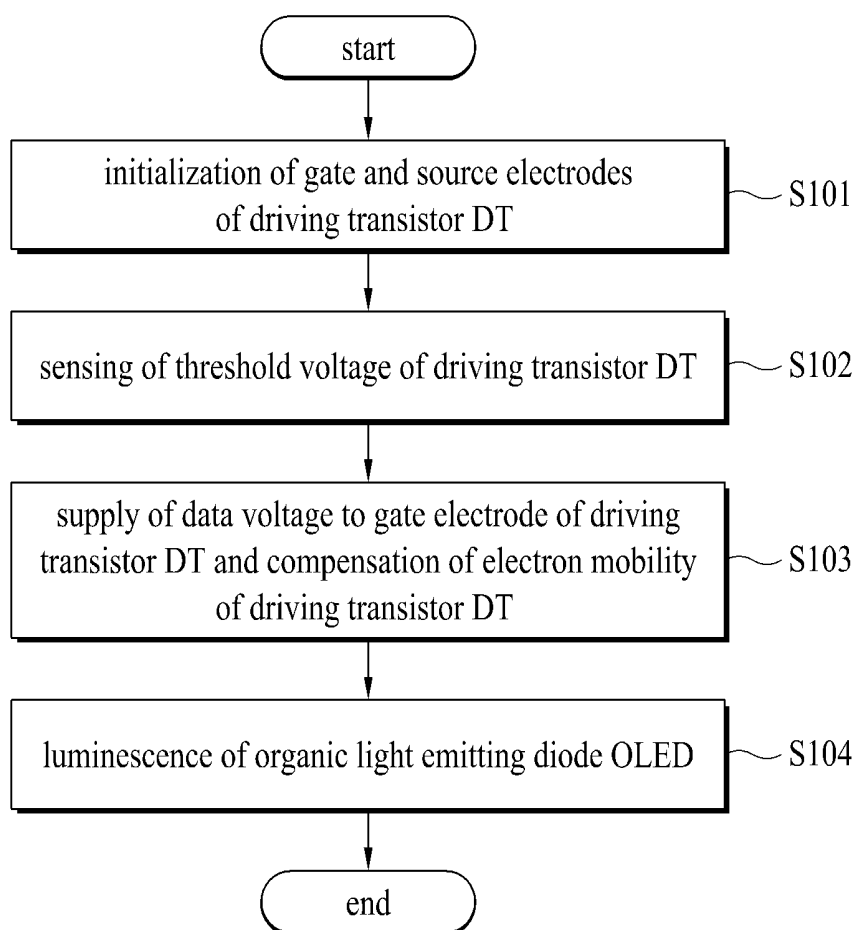 start
initialization of gate and source electrodes
of driving transistor DT
S101
sensing of threshold voltage of driving transistor DT
S102
supply of data voltage to gate electrode of driving
transistor DT and compensation of electron mobility
of driving transistor DT
S103
luminescence of organic light emitting diode OLED
S104
end